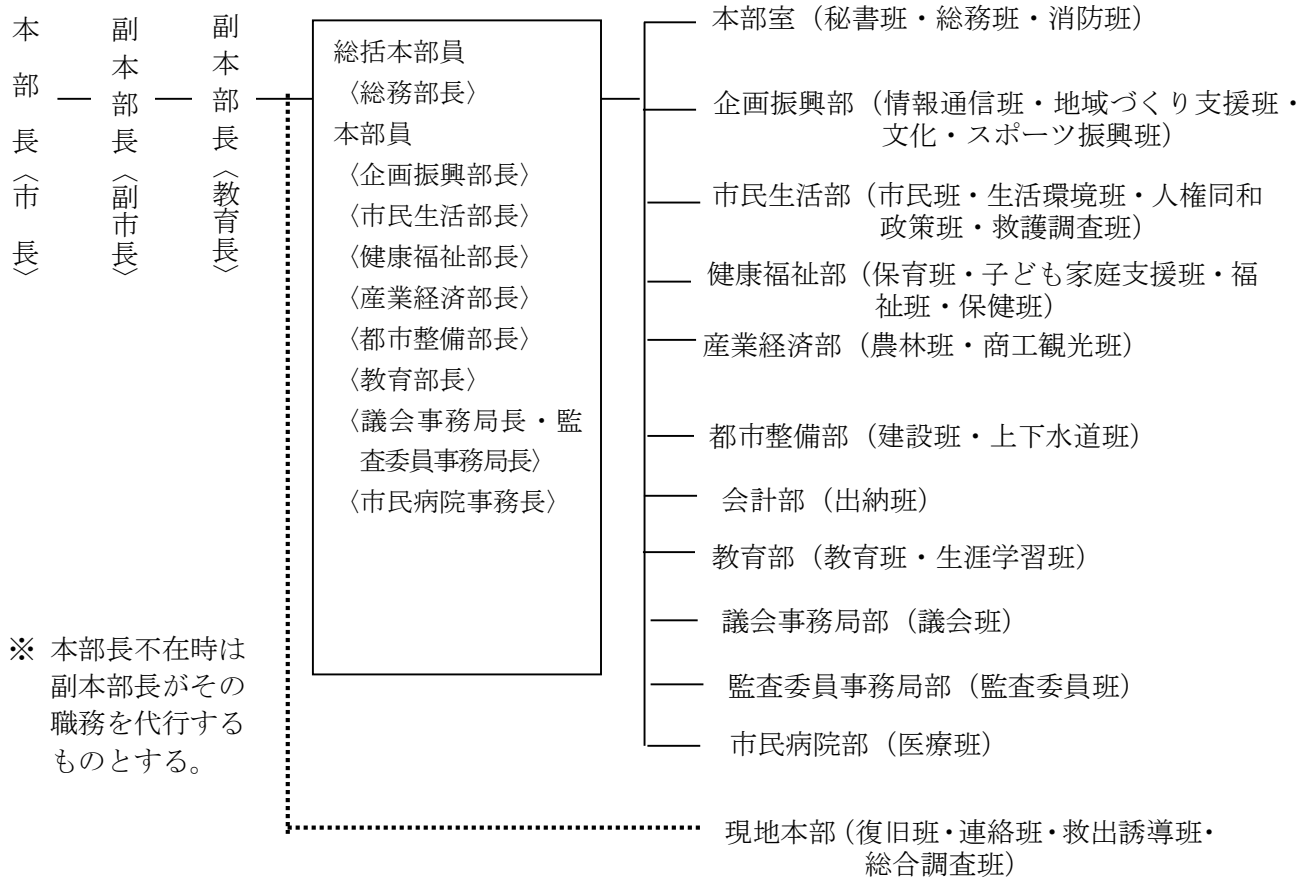 本部長〈市長〉
副本部長〈副市長〉
副本部長〈教育長〉
総括本部員
〈総務部長〉
本部員
〈企画振興部長〉
〈市民生活部長〉
〈健康福祉部長〉
〈産業経済部長〉
〈都市整備部長〉
〈教育部長〉
〈議会事務局長・監
査委員事務局長〉
〈市民病院事務長〉
本部室（秘書班・総務班・消防班）
企画振興部（情報通信班・地域づくり支援班・
文化・スポーツ振興班）
市民生活部（市民班・生活環境班・人権同和
政策班・救護調査班）
健康福祉部（保育班・子ども家庭支援班・福
祉班・保健班）
産業経済部（農林班・商工観光班）
都市整備部（建設班・上下水道班）
会計部（出納班）
教育部（教育班・生涯学習班）
議会事務局部（議会班）
監査委員事務局部（監査委員班）
市民病院部（医療班）
現地本部（復旧班・連絡班・救出誘導班・
総合調査班）
※ 本部長不在時は
副本部長がその
職務を代行する
ものとする。